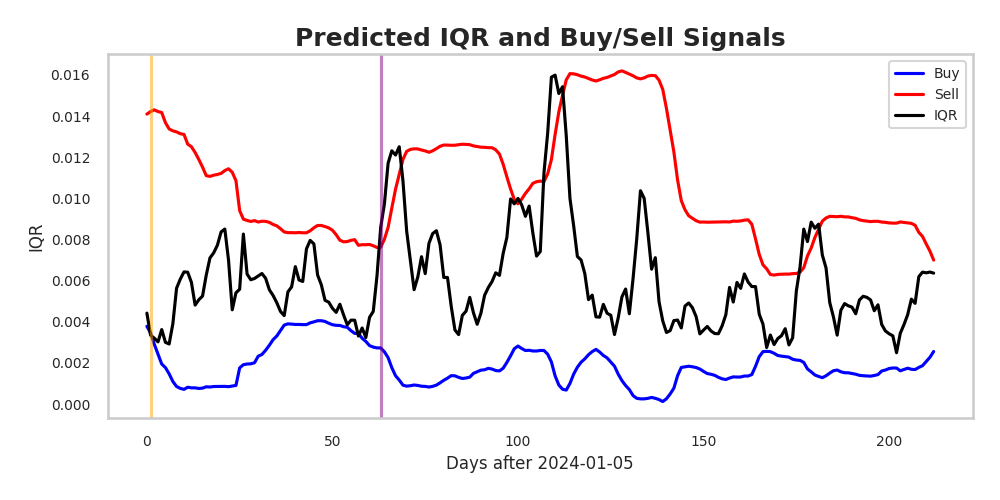 Predicted IQR and Buy/Sell Signals
IQR
0.016
0.014
0.012
0.010
0.008
0.006
0.004
0.002
0.000
Buy
Sell
IQR
0 50 100 150 200
Days after 2024-01-05